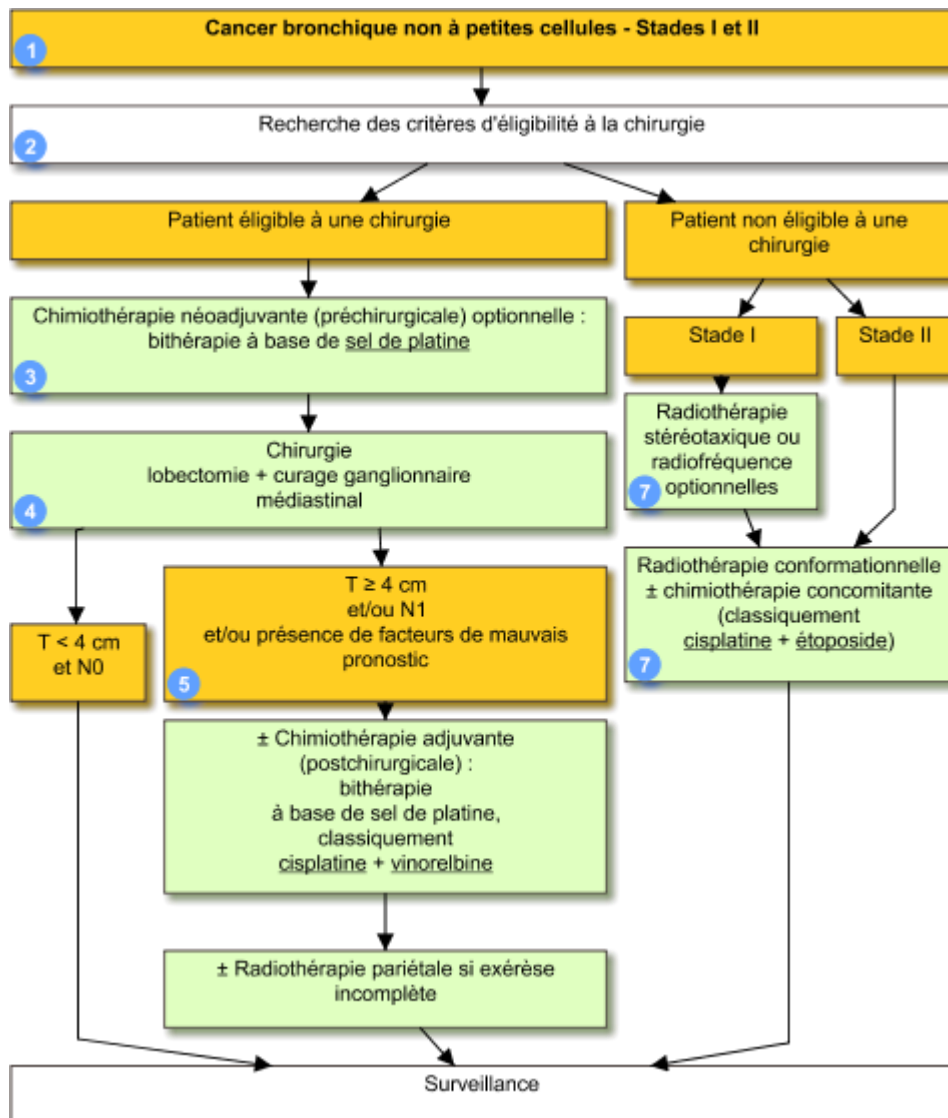 Cancer bronchique non à petites cellules - Stades I et II
1
Recherche des critères d'éligibilité à la chirurgie
2
Patient éligible à une chirurgie
Patient non éligible à une
chirurgie
Chimiothérapie néoadjuvante (préchirurgicale) optionnelle :
bithérapie à base de sel de platine
3
Stade I
Stade II
Radiothérapie
stéréotaxique ou
radiofréquence
optionnelles
7
Chirurgie
lobectomie + curage ganglionnaire
médiastinal
4
T < 4 cm
et N0
T ≥ 4 cm
et/ou N1
et/ou présence de facteurs de mauvais
pronostic
5
Radiothérapie conformationnelle
± chimiothérapie concomitante
(classiquement
cisplatine + étoposide)
7
± Chimiothérapie adjuvante
(postchirurgicale) :
bithérapie
à base de sel de platine,
classiquement
cisplatine + vinorelbine
± Radiothérapie pariétale si exérèse
incomplète
Surveillance